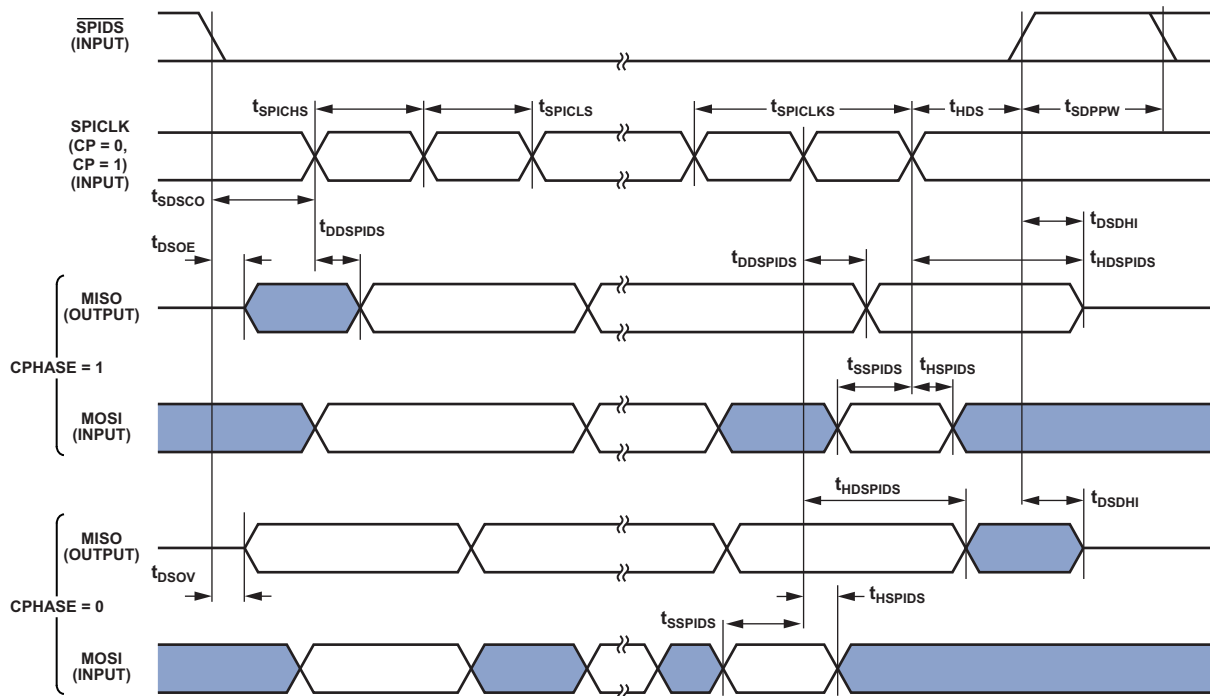 SPIDS
(INPUT)
tSPICHS
tSPICLS
tSPICLKS
tHDS
tSDPPW
SPICLK
(CP = 0,
CP = 1)
(INPUT)
tSDSCO
tDSOE
tDDSPIDS
tDDSPIDS
tDSDHI
tHDSPIDS
MISO
(OUTPUT)
CPHASE = 1
tSSPIDS
tHSPIDS
MOSI
(INPUT)
tHDSPIDS
tDSDHI
MISO
(OUTPUT)
tDSOV
CPHASE = 0
tHSPIDS
tSSPIDS
MOSI
(INPUT)